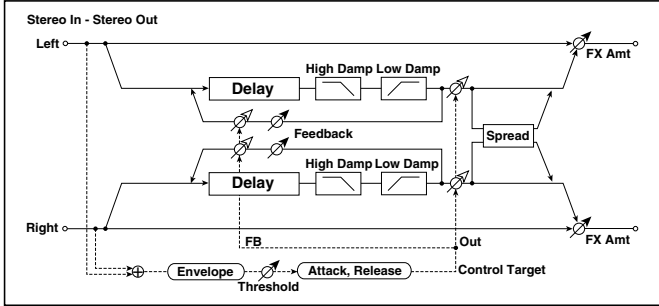 Stereo In - Stereo Out
Left
FX Amt
High Damp Low Damp
Delay
Feedback
Spread
High Damp Low Damp
Delay
Right
FB
Out
FX Amt
Envelope
Threshold
Attack, Release
Control Target